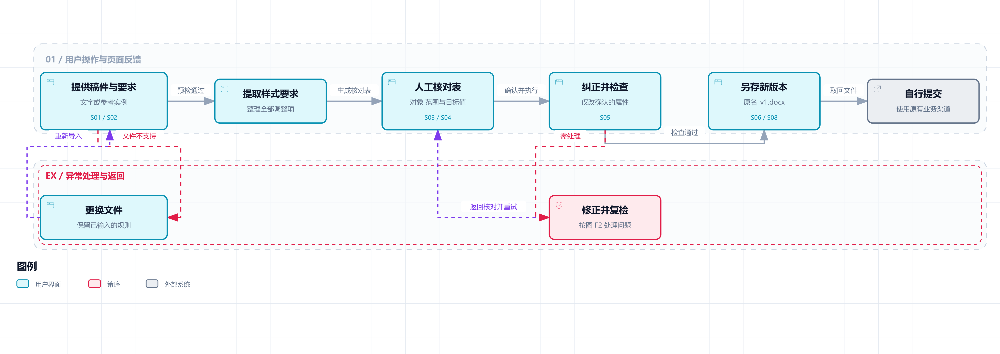 01 / 用户操作与页面反馈
提供稿件与要求
文字或参考实例
S01 / S02
预检通过
提取样式要求
整理全部调整项
生成核对表
人工核对表
对象 范围与目标值
S03 / S04
确认并执行
纠正并检查
仅改确认的属性
S05
另存新版本
原名_v1.docx
S06 / S08
取回文件
自行提交
使用原有业务渠道
重新导入
文件不支持
需处理
检查通过
EX / 异常处理与返回
更换文件
保留已输入的规则
返回核对并重试
修正并复检
按图 F2 处理问题
图例
用户界面
策略
外部系统